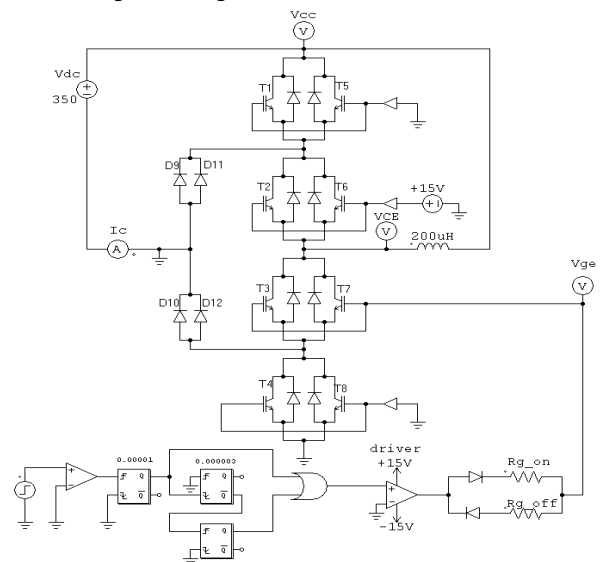 Vcc
V
Vdc
350
T1
T5
D9
D11
T2
T6
+15V
VCE
V
Ic
A
200uH
Vge
V
D10
D12
T3
T7
T4
T8
0.00001
0.000003
driver
+15V
-15V
Rg_on
Rg_off
Q
Q
Q
Q
Q
Q